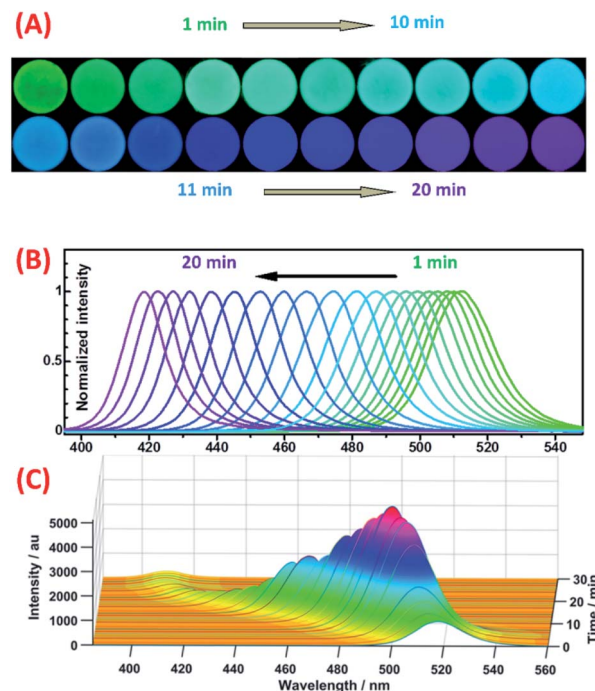 (A)
1 min 10 min
11 min 20 min
(B)
20 min 1 min
Normalized intensity
1
0.5
0
400 420 440 460 480 500 520 540
(C)
Intensity / au
5000
4000
3000
2000
1000
0
30
20
10
0
Time / min
400 420 440 460 480 500 520 540 560
Wavelength / nm